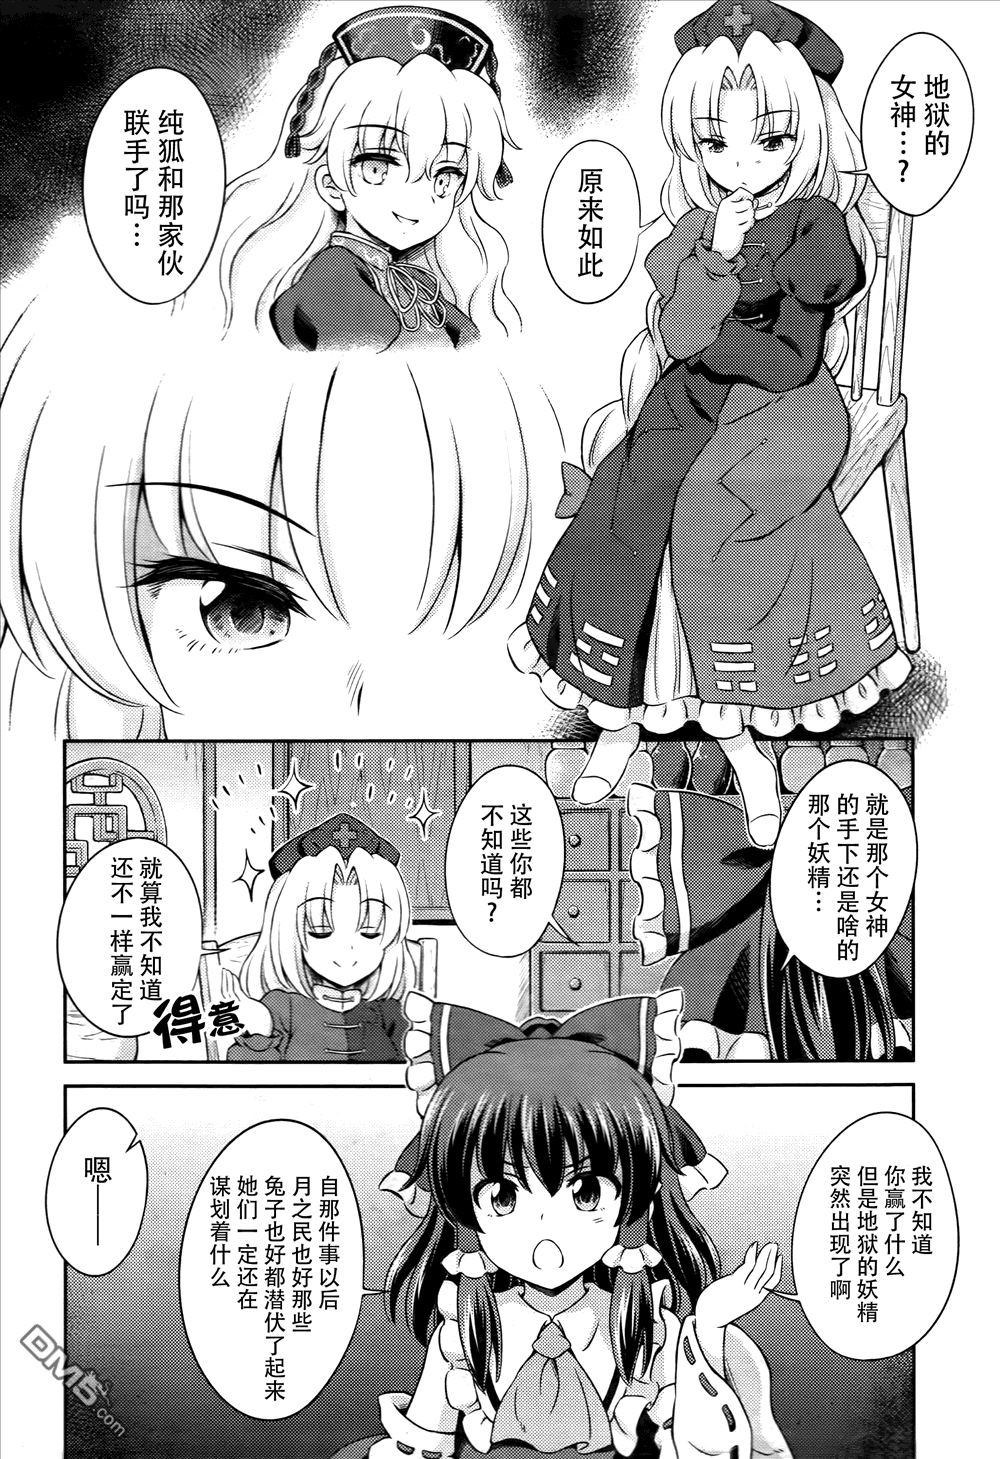 地狱的
女神…?
原来如此
纯狐和那家伙
联手了吗…
就是那个女神
的手下还是啥的
那个妖精…
这些你都
不知道吗?
就算我不知道
还不一样赢定了
得意
我不知道
你赢了什么
但是地狱的妖精
突然出现了啊
自那件事以后
月之民也好那些
兔子也好都潜伏了起来
她们一定还在
谋划着什么
嗯——
DM5.com